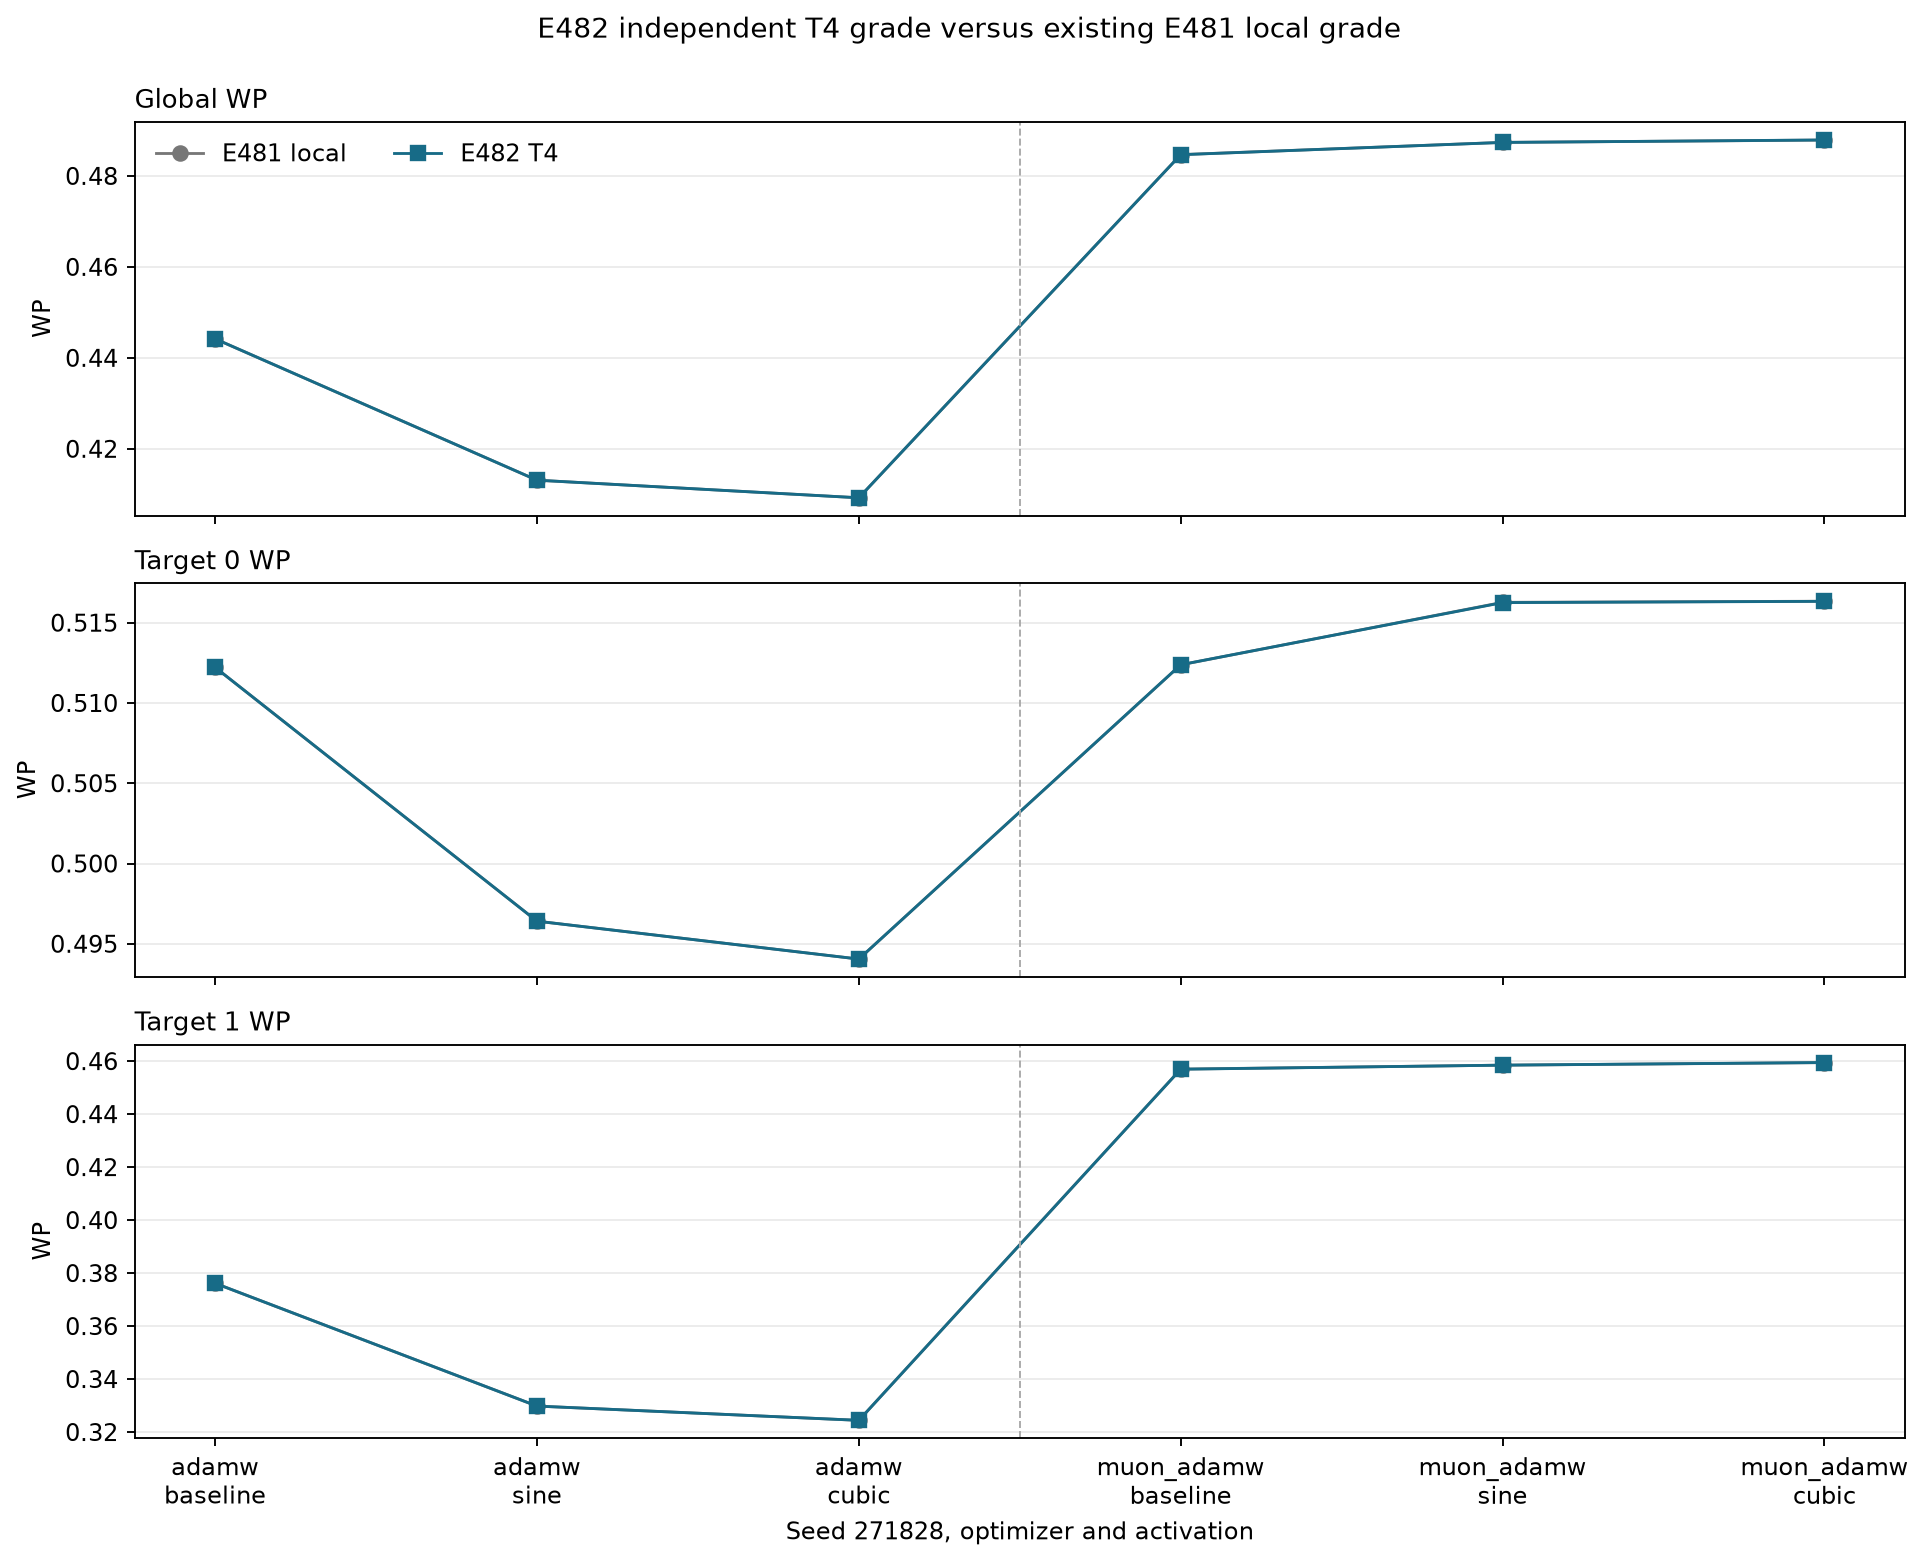 E482 independent T4 grade versus existing E481 local grade
Global WP
E481 local
E482 T4
0.48
0.46
0.44
0.42
WP
Target 0 WP
0.515
0.510
0.505
0.500
0.495
WP
Target 1 WP
0.46
0.44
0.42
0.40
0.38
0.36
0.34
0.32
WP
adamw
baseline
adamw
sine
adamw
cubic
muon_adamw
baseline
muon_adamw
sine
muon_adamw
cubic
Seed 271828, optimizer and activation